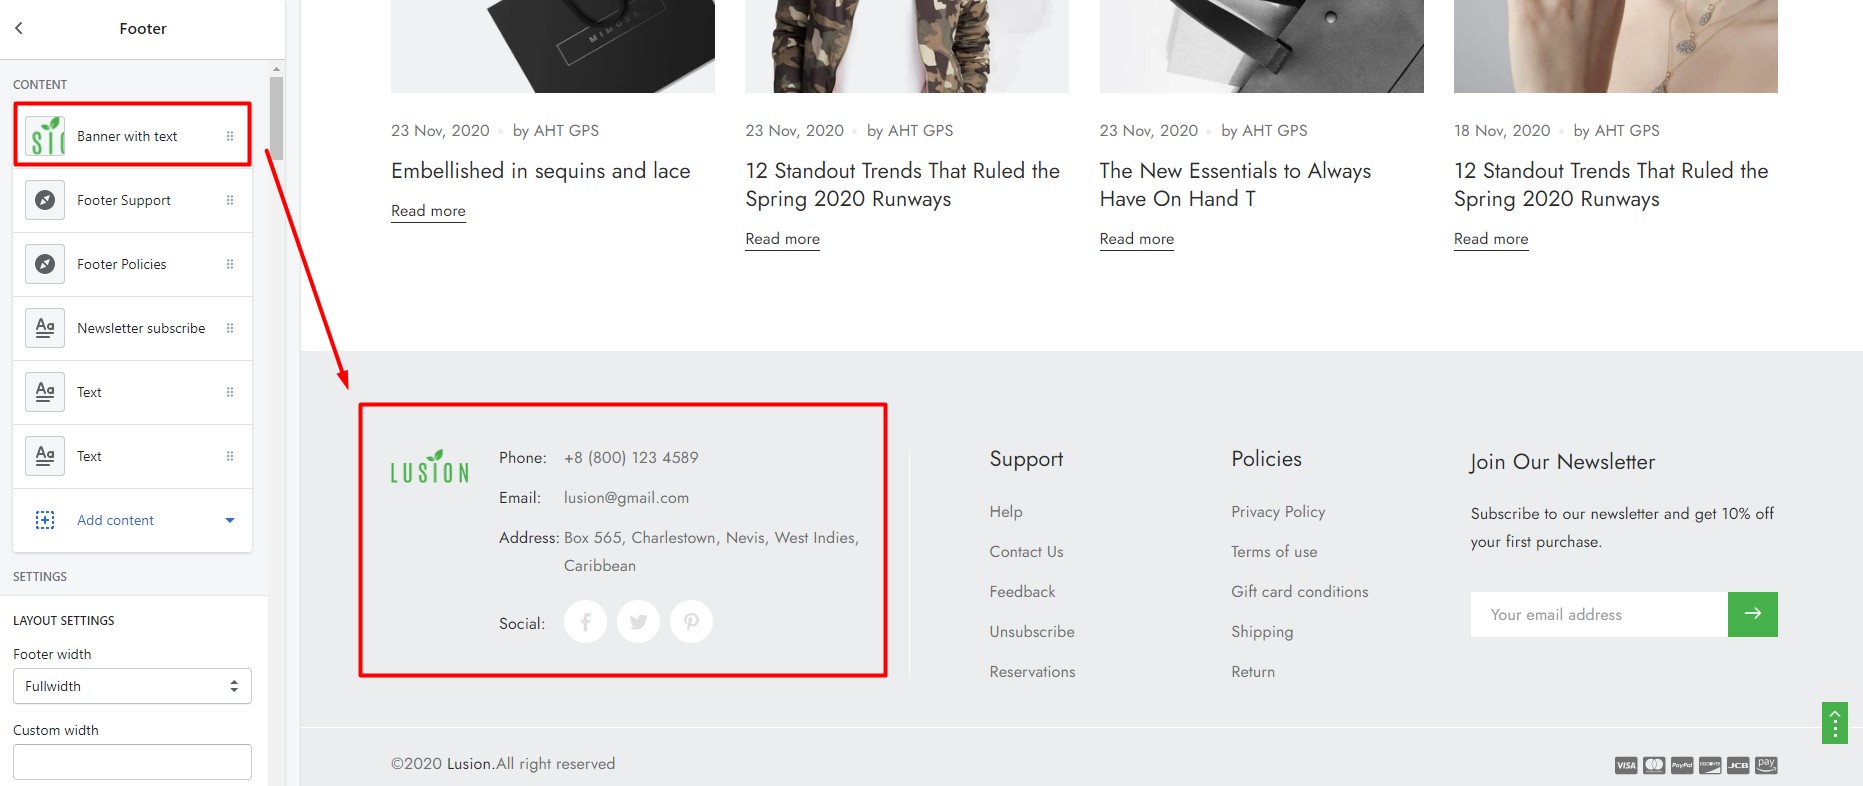 Footer
CONTENT
Banner with text
Footer Support
Footer Policies
Newsletter subscribe
Text
Text
Add content
SETTINGS
LAYOUT SETTINGS
Footer width
Fullwidth
Custom width
MIMOSA
23 Nov, 2020 by AHT GPS
Embellished in sequins and lace
Read more
23 Nov, 2020 by AHT GPS
12 Standout Trends That Ruled the
Spring 2020 Runways
Read more
23 Nov, 2020 by AHT GPS
The New Essentials to Always
Have On Hand T
Read more
18 Nov, 2020 by AHT GPS
12 Standout Trends That Ruled the
Spring 2020 Runways
Read more
LUSION
Phone: +8 (800) 123 4589
Email: lusion@gmail.com
Address: Box 565, Charlestown, Nevis, West Indies,
Caribbean
Social:
Support
Help
Contact Us
Feedback
Unsubscribe
Reservations
Policies
Privacy Policy
Terms of use
Gift card conditions
Shipping
Return
Join Our Newsletter
Subscribe to our newsletter and get 10% off
your first purchase.
Your email address
©2020 Lusion.All right reserved
VISA PayPal DISCOVER JCB pay